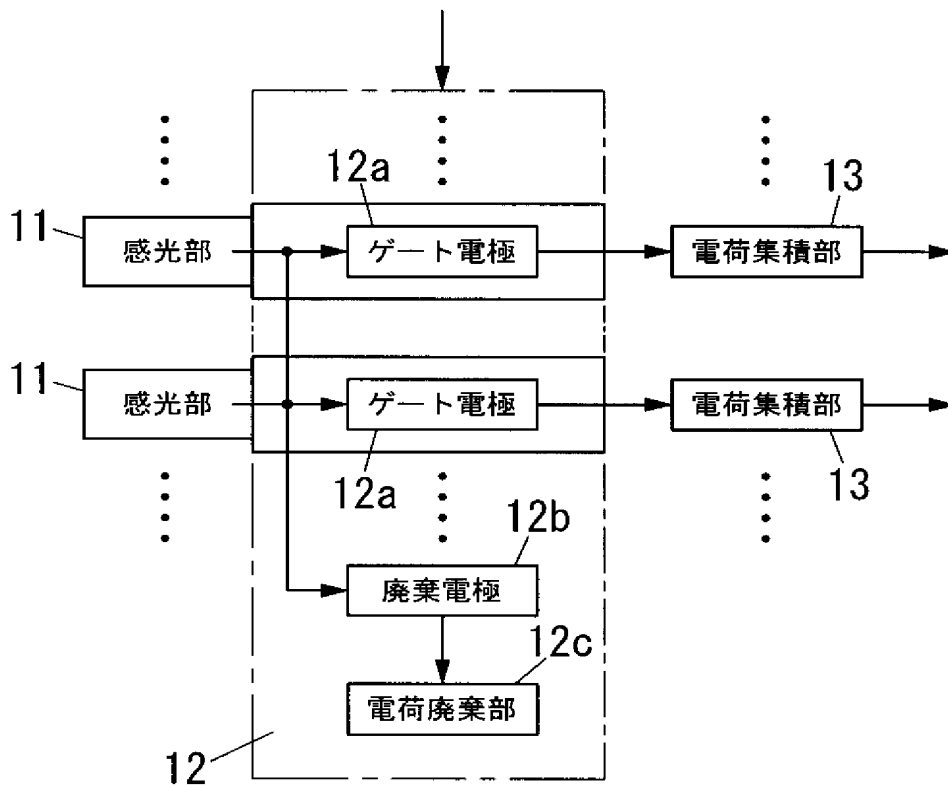 12a
13
11
感光部
ゲート電極
電荷集積部
11
感光部
ゲート電極
電荷集積部
12a
13
12b
廃棄電極
12c
電荷廃棄部
12